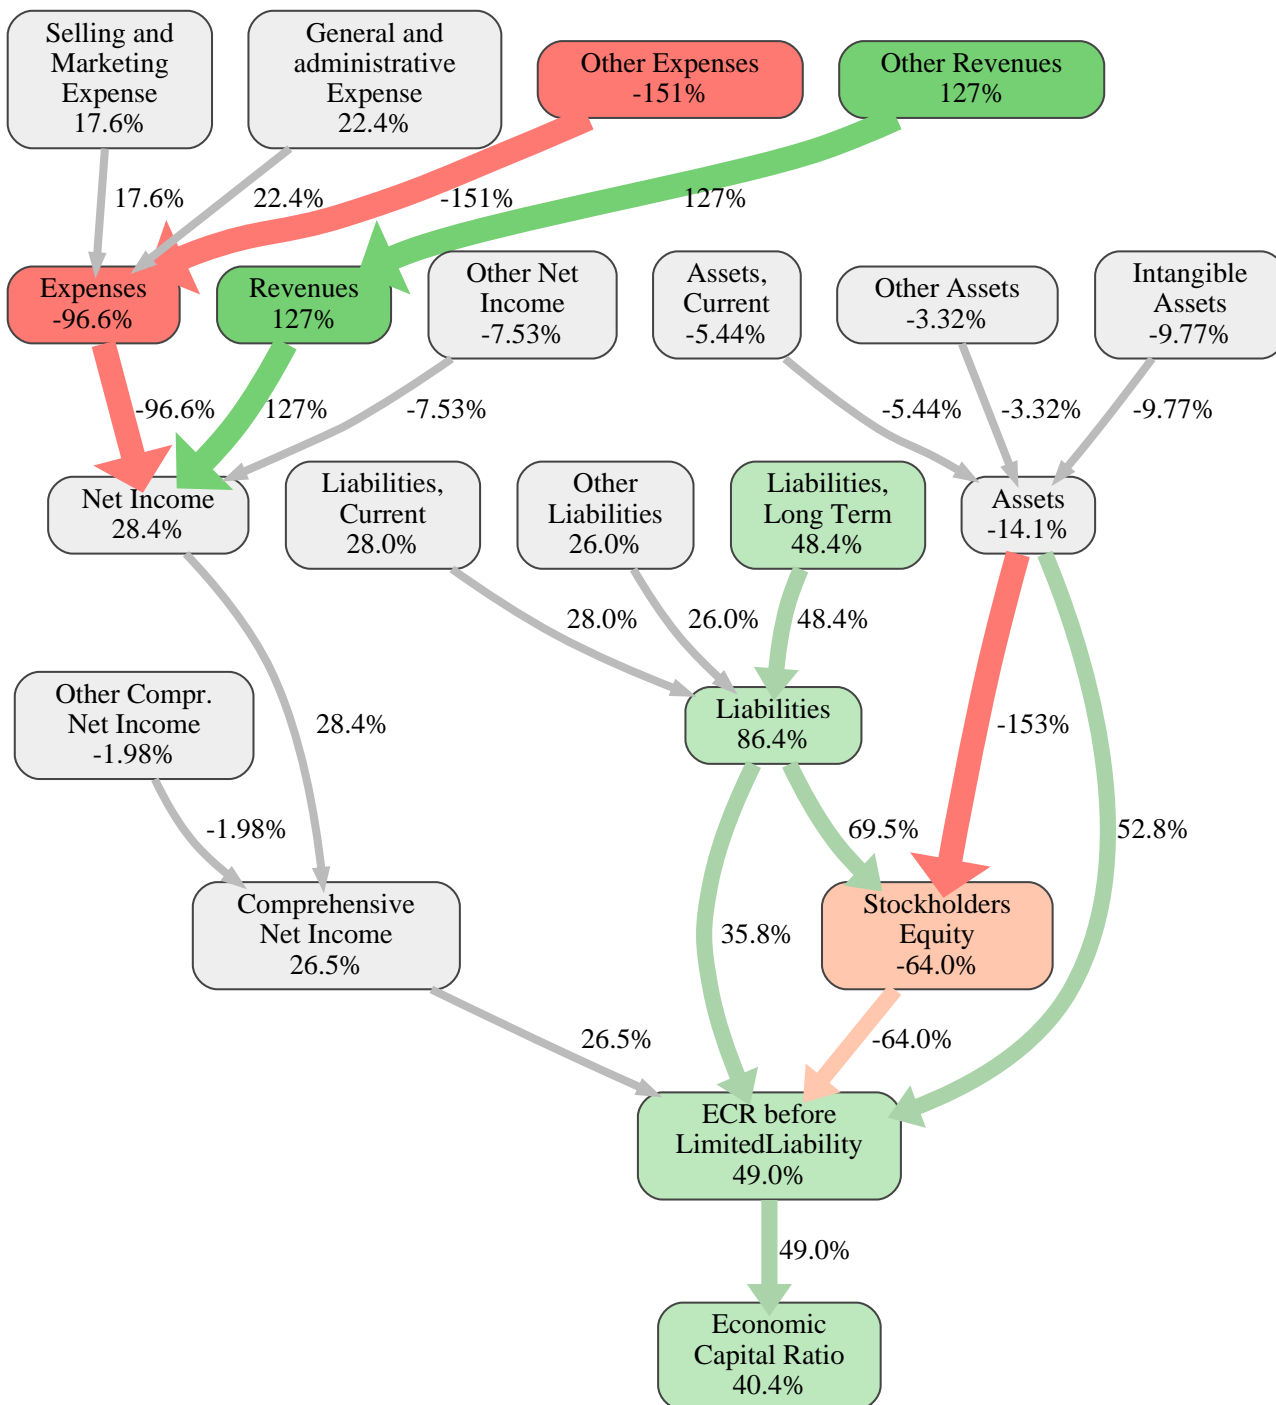 Selling and
Marketing
Expense
17.6%
General and
administrative
Expense
22.4%
Other Expenses
-151%
Other Revenues
127%
17.6%
22.4%
-151%
127%
Expenses
-96.6%
Revenues
127%
Other Net
Income
-7.53%
Assets,
Current
-5.44%
Other Assets
-3.32%
Intangible
Assets
-9.77%
-96.6%
127%
-7.53%
-5.44%
-3.32%
-9.77%
Net Income
28.4%
Liabilities,
Current
28.0%
Other
Liabilities
26.0%
Liabilities,
Long Term
48.4%
Assets
-14.1%
28.0%
26.0%
48.4%
Other Compr.
Net Income
-1.98%
28.4%
Liabilities
86.4%
-153%
-1.98%
69.5%
52.8%
Comprehensive
Net Income
26.5%
35.8%
Stockholders
Equity
-64.0%
26.5%
-64.0%
ECR before
LimitedLiability
49.0%
49.0%
Economic
Capital Ratio
40.4%